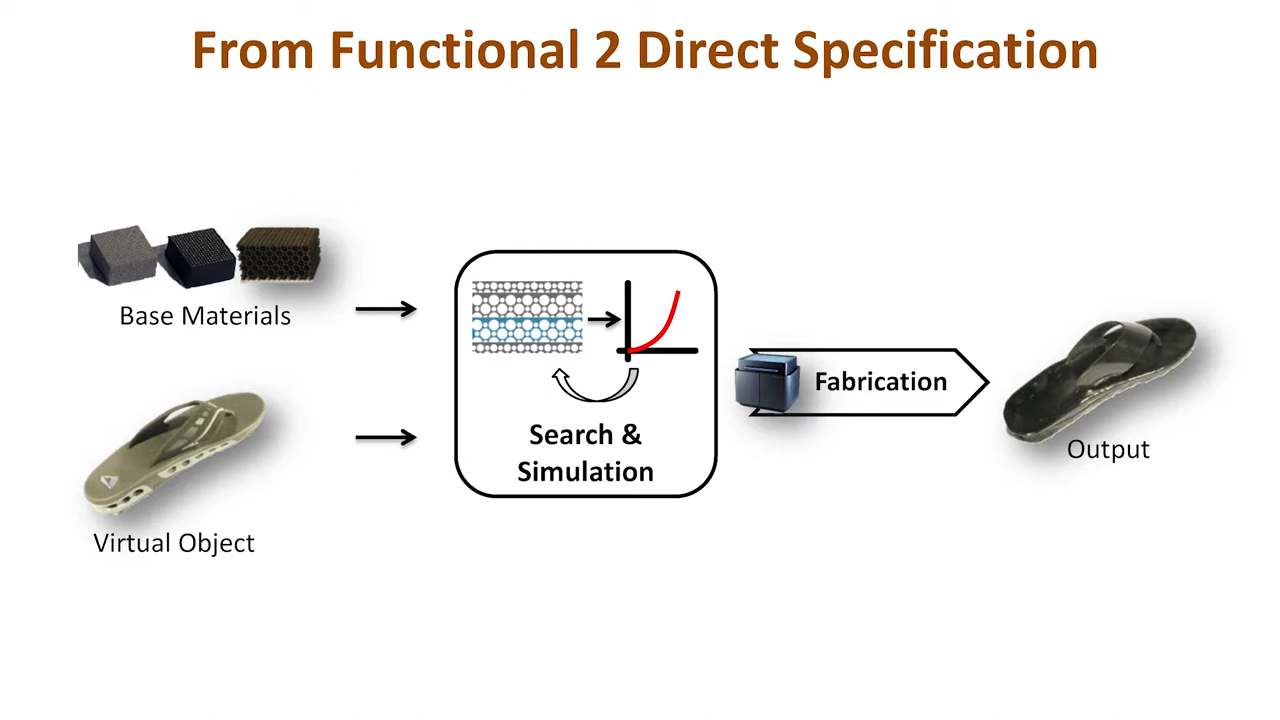 From Functional 2 Direct Specification
Base Materials
Virtual Object
Search &
Simulation
Fabrication
Output